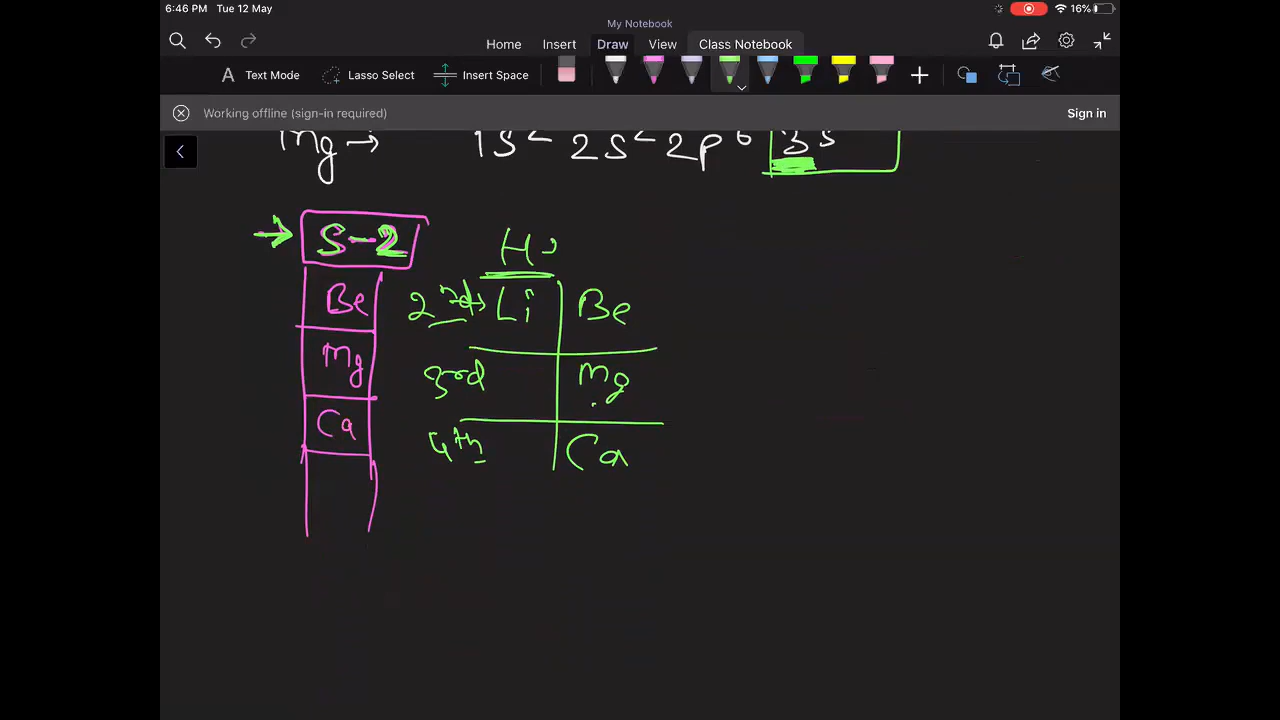 6:46 PM Tue 12 May
16%
My Notebook
Home Insert Draw View Class Notebook
A Text Mode Lasso Select Insert Space
Working offline (sign-in required) Sign in
Mg → 1s² 2s² 2p⁶ 3s
→ S-2
H
Be 2nd → Li Be
Mg 3rd Mg
Ca 4th Ca